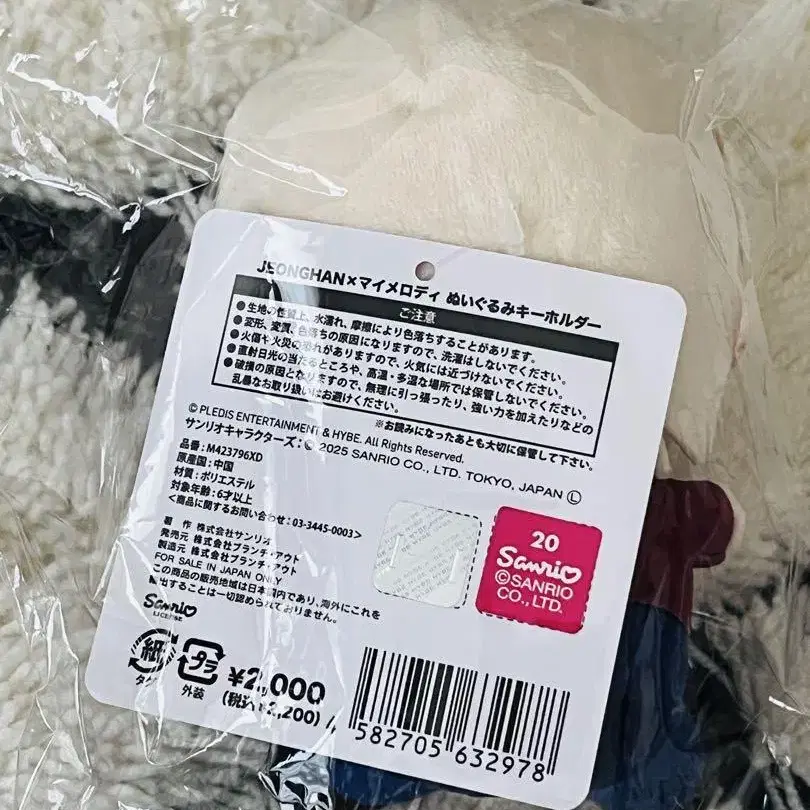 JEONGHAN×マイメロディ ぬいぐるみキーホルダー
ご注意
●生地の性質上、水濡れ、摩擦により色落ちすることがあります。
●変形、変質、色落ちの原因になりますので、洗濯はしないでください。
●火傷や火災の恐れがありますので、火気には近づけないでください。
●直射日光の当たるところや、高温・多湿な場所では保管しないでください。
●破損の原因となりますので、無理に引っ張ったり、強い力を加えたりなどの
乱暴なお取り扱いはお避けください。
※お読みになったあとも大切に保管して下さい。
© PLEDIS ENTERTAINMENT & HYBE. All Rights Reserved.
サンリオキャラクターズ:© 2025 SANRIO CO., LTD. TOKYO, JAPAN Ⓛ
品番:M423796XD
原産国:中国
材質:ポリエステル
対象年齢:6才以上
<商品に関するお問い合わせ:03-3445-0003>
著 作 株式会社サンリオ
発売元 株式会社ブランチ・アウト
製造元 株式会社ブランチ・アウト
FOR SALE IN JAPAN ONLY
この商品の販売地域は日本国内であり、海外にこれを
輸出することは一切認められておりません。
Sanrio
LICENSE
20
Sanrio
©SANRIO
CO., LTD.
紙
タグ
プラ
外装
¥2,000
(税込¥2,200)
4 582705 632978